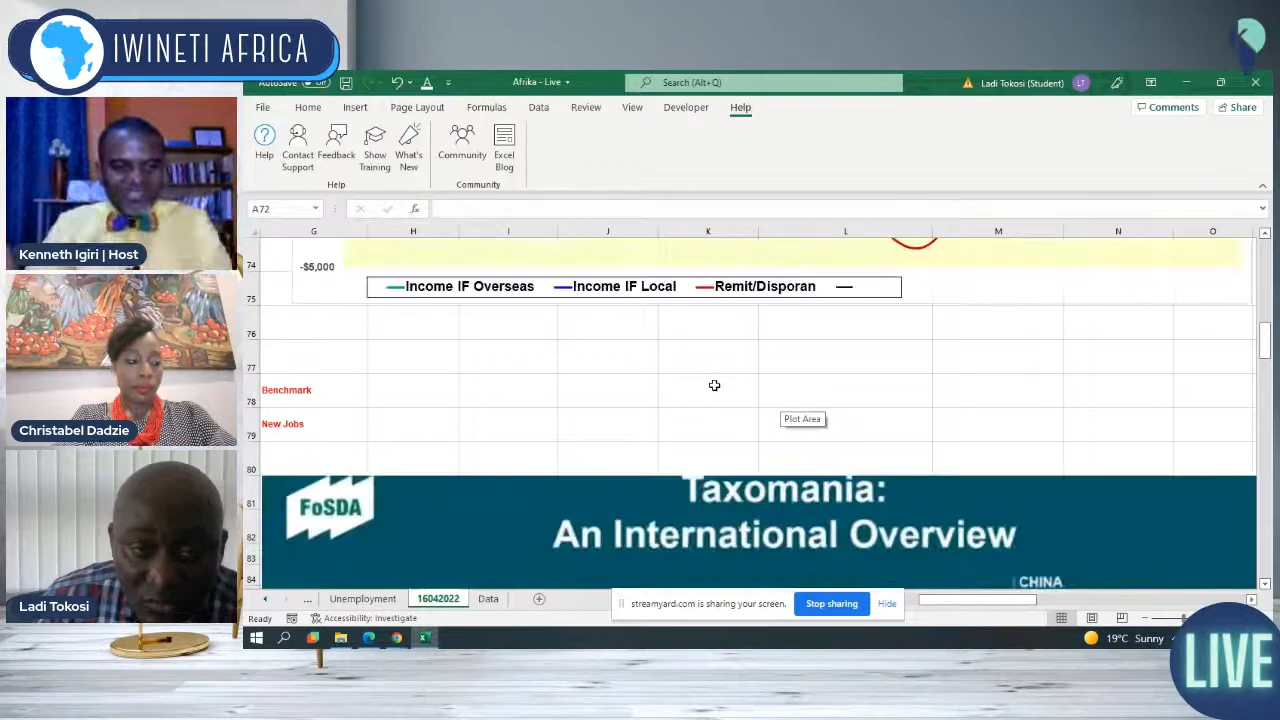 IWINETI AFRICA
Kenneth Igiri | Host
Christabel Dadzie
Ladi Tokosi
AutoSave Off
Afrika - Live
Search (Alt+Q)
Ladi Tokosi (Student)
LT
File Home Insert Page Layout Formulas Data Review View Developer Help
Comments Share
Help Contact Support Feedback Show Training What's New Community Excel Blog
Help Community
A72 fx
G H I J K L M N O
74
-$5,000
75
Income IF Overseas Income IF Local Remit/Disporan
76
77
Benchmark
78
New Jobs
79
Plot Area
80
81
82
83
84
FoSDA
Taxomania:
An International Overview
CHINA
... Unemployment 16042022 Data
streamyard.com is sharing your screen. Stop sharing Hide
Ready Accessibility: Investigate
19°C Sunny
LIVE